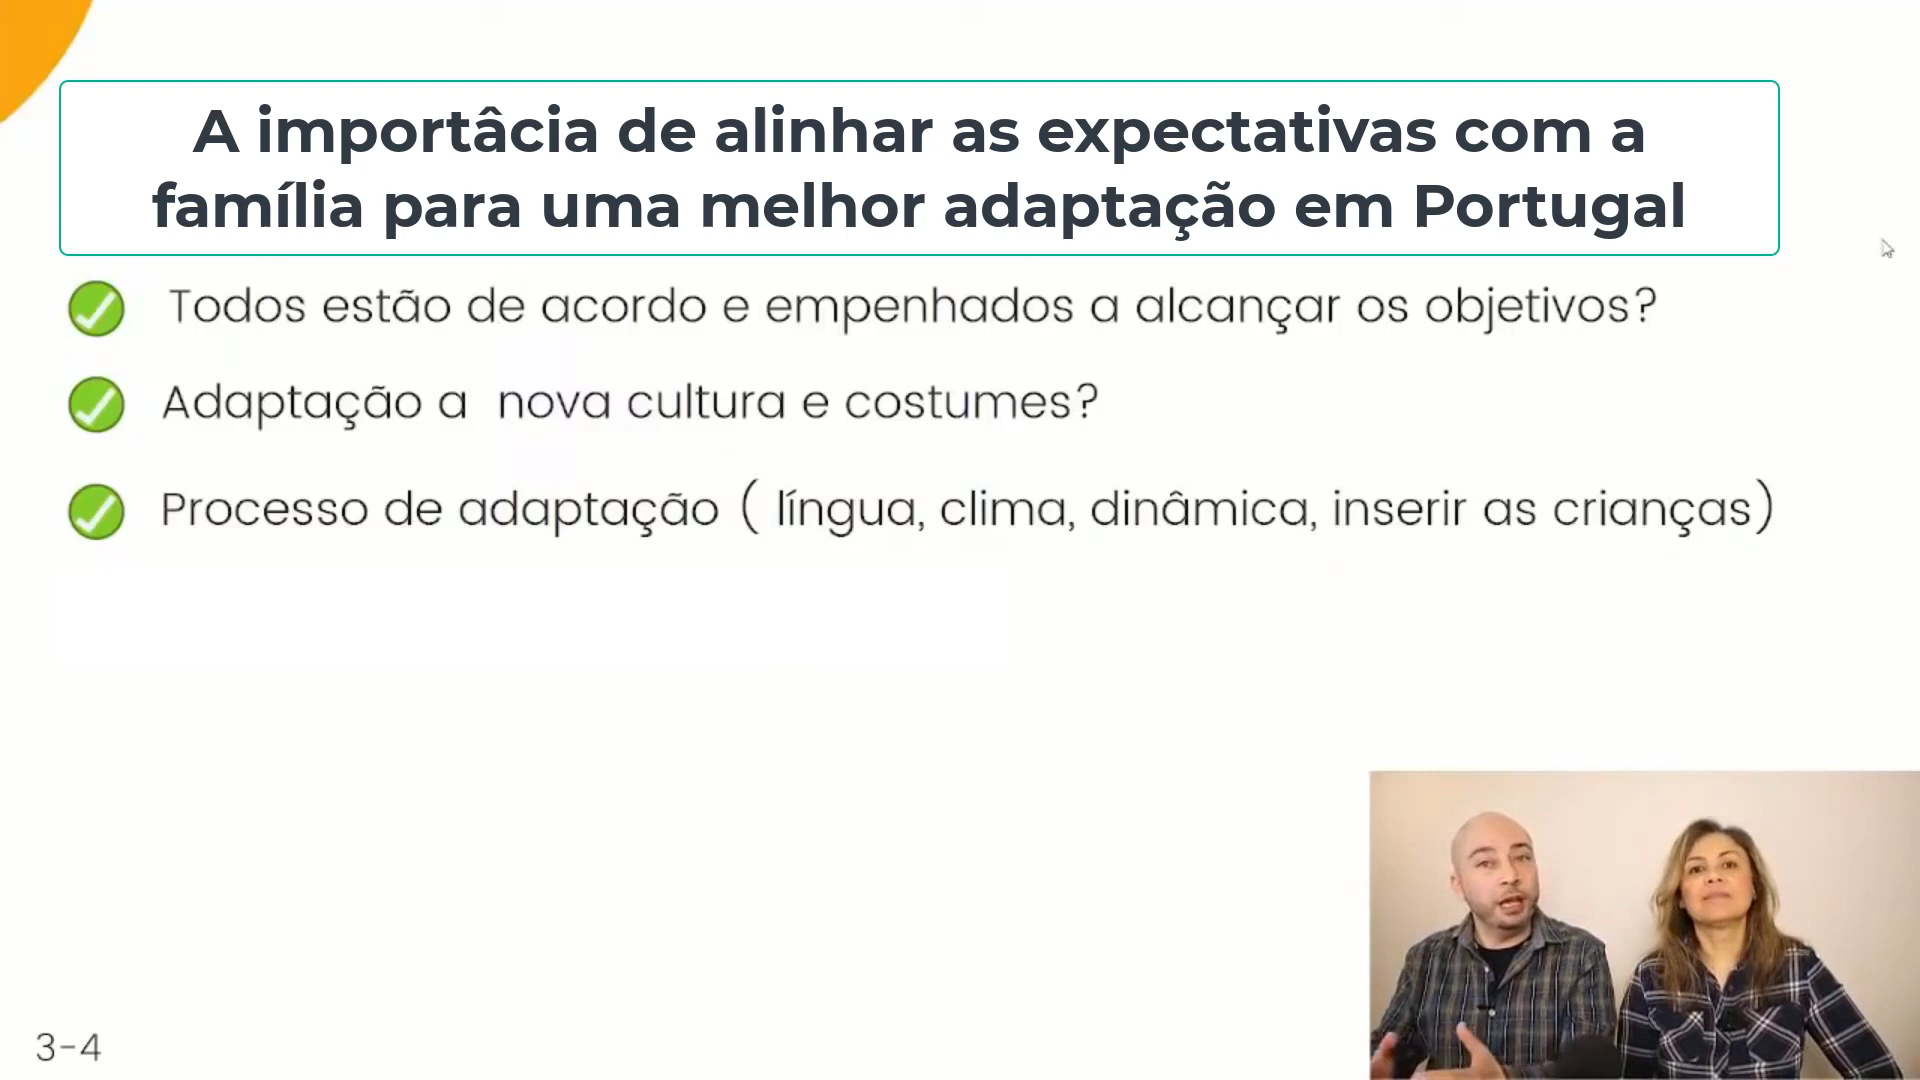 A importâcia de alinhar as expectativas com a
família para uma melhor adaptação em Portugal
Todos estão de acordo e empenhados a alcançar os objetivos?
Adaptação a nova cultura e costumes?
Processo de adaptação ( língua, clima, dinâmica, inserir as crianças)
3-4